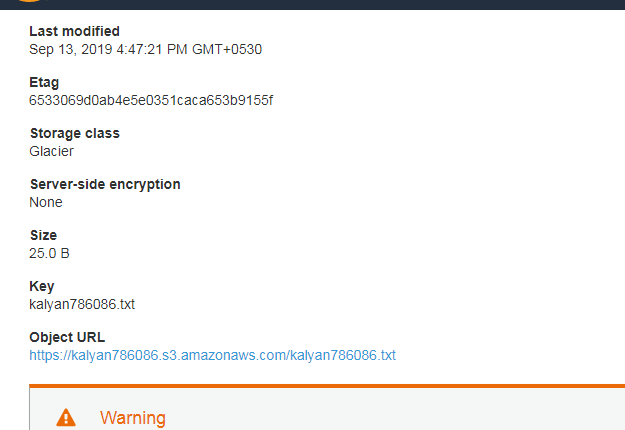 Last modified
Sep 13, 2019 4:47:21 PM GMT+0530
Etag
6533069d0ab4e5e0351caca653b9155f
Storage class
Glacier
Server-side encryption
None
Size
25.0 B
Key
kalyan786086.txt
Object URL
https://kalyan786086.s3.amazonaws.com/kalyan786086.txt
Warning